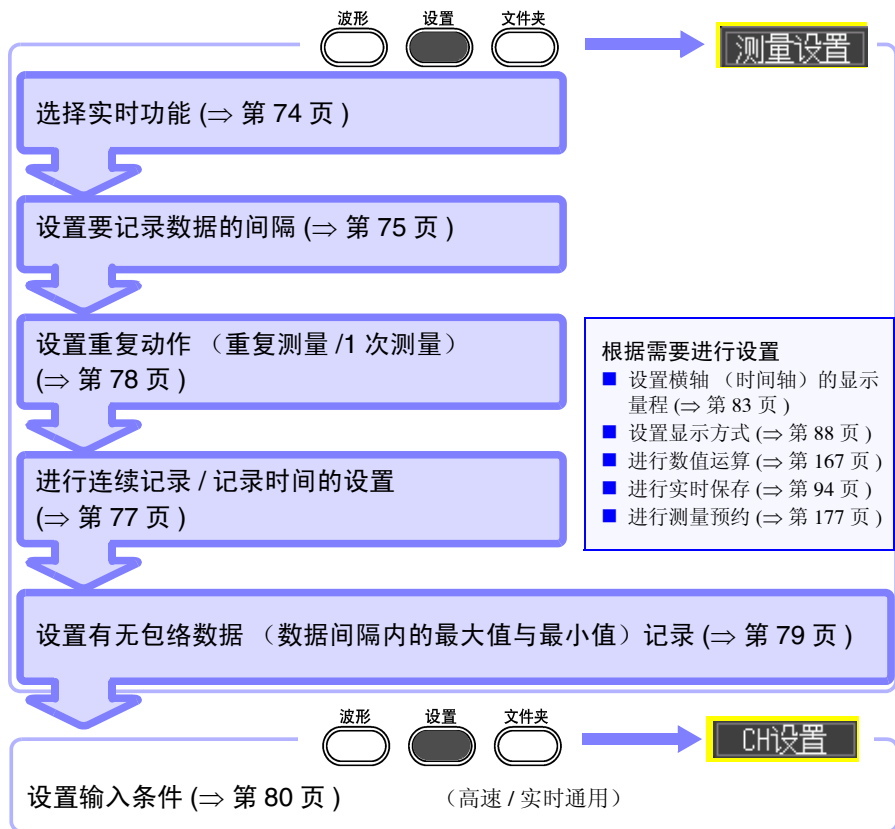 波形 设置 文件夹
测量设置
选择实时功能 (⇒ 第 74 页 )
设置要记录数据的间隔 (⇒ 第 75 页 )
设置重复动作 （重复测量 /1 次测量）
(⇒ 第 78 页 )
进行连续记录 / 记录时间的设置
(⇒ 第 77 页 )
根据需要进行设置
■ 设置横轴 （时间轴）的显示
量程 (⇒ 第 83 页 )
■ 设置显示方式 (⇒ 第 88 页 )
■ 进行数值运算 (⇒ 第 167 页 )
■ 进行实时保存 (⇒ 第 94 页 )
■ 进行测量预约 (⇒ 第 177 页 )
设置有无包络数据 （数据间隔内的最大值与最小值）记录 (⇒ 第 79 页 )
波形 设置 文件夹
CH设置
设置输入条件 (⇒ 第 80 页 ) （高速 / 实时通用）